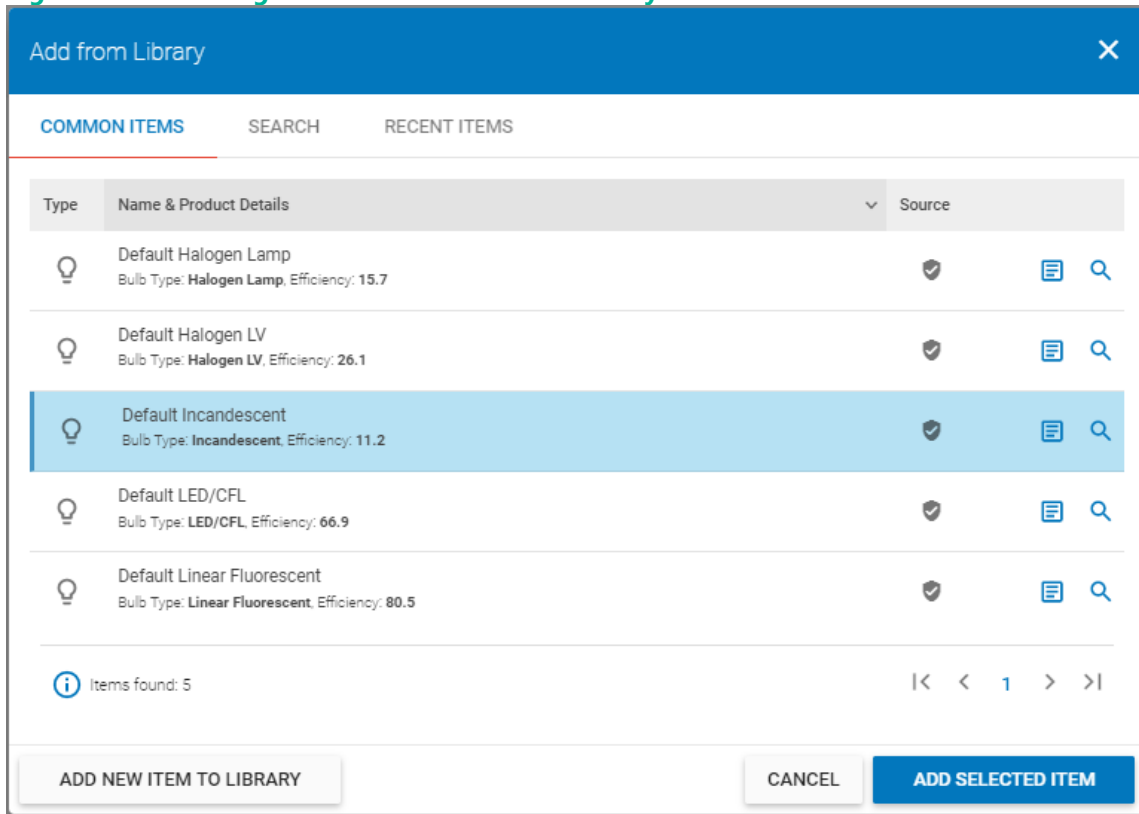 Add from Library
COMMON ITEMS SEARCH RECENT ITEMS
Type Name & Product Details Source
Default Halogen Lamp
Bulb Type: Halogen Lamp, Efficiency: 15.7
Default Halogen LV
Bulb Type: Halogen LV, Efficiency: 26.1
Default Incandescent
Bulb Type: Incandescent, Efficiency: 11.2
Default LED/CFL
Bulb Type: LED/CFL, Efficiency: 66.9
Default Linear Fluorescent
Bulb Type: Linear Fluorescent, Efficiency: 80.5
Items found: 5 1
ADD NEW ITEM TO LIBRARY CANCEL ADD SELECTED ITEM